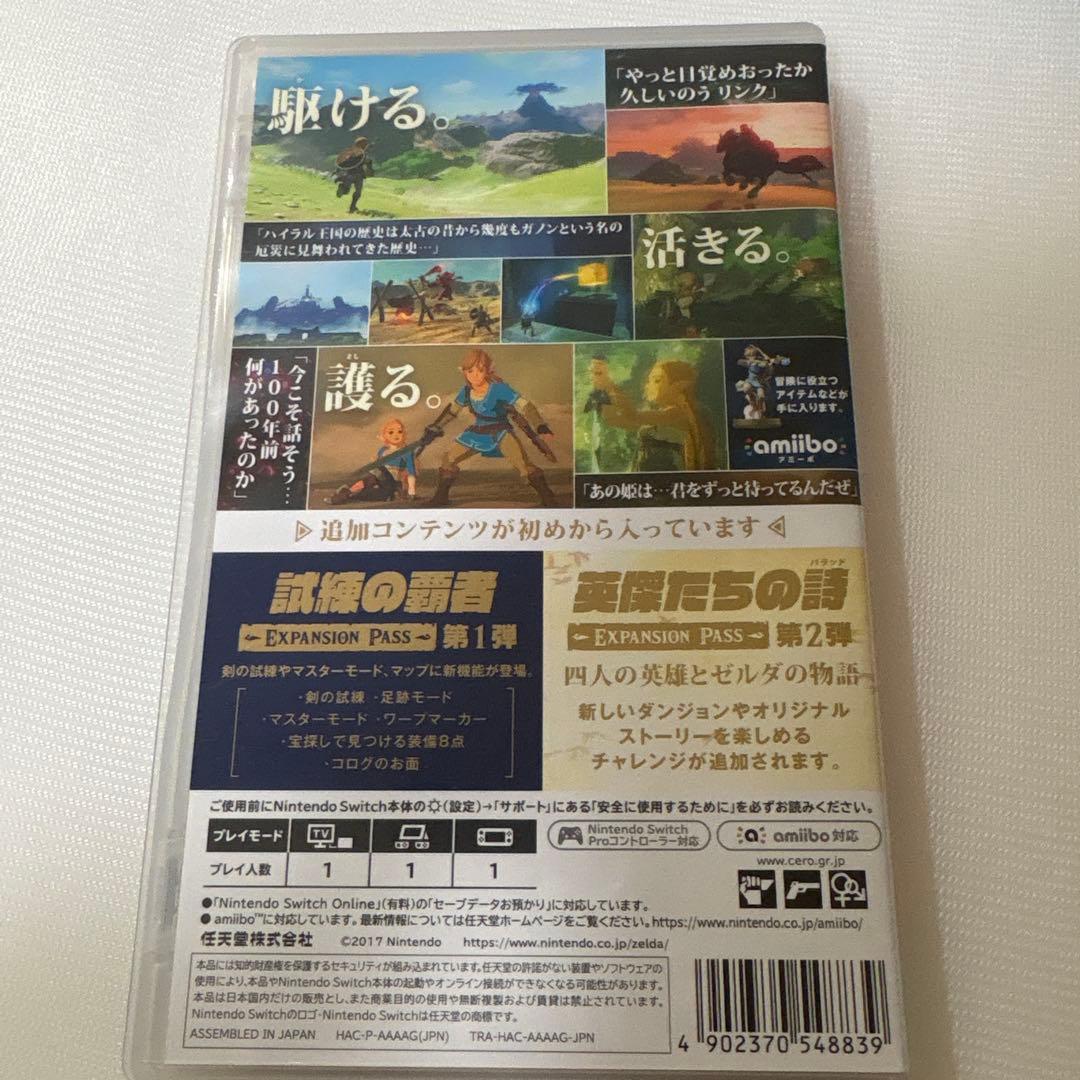 駆ける。
「やっと目覚めおったか
久しいのう リンク」
「ハイラル王国の歴史は太古の昔から幾度もガノンという名の
厄災に見舞われてきた歴史…」
活きる。
「今こそ話そう…
100年前
何があったのか」
まも
護る。
冒険に役立つ
アイテムなどが
手に入ります。
amiibo
アミーボ
「あの姫は…君をずっと待ってるんだぜ」
追加コンテンツが初めから入っています
試練の覇者
EXPANSION PASS 第1弾
剣の試練やマスターモード、マップに新機能が登場。
・剣の試練 ・足跡モード
・マスターモード ・ワープマーカー
・宝探しで見つける装備8点
・コログのお面
バラッド
英傑たちの詩
EXPANSION PASS 第2弾
四人の英雄とゼルダの物語
新しいダンジョンやオリジナル
ストーリーを楽しめる
チャレンジが追加されます。
ご使用前にNintendo Switch本体の(設定)→「サポート」にある「安全に使用するために」を必ずお読みください。
プレイモード TV
プレイ人数 1 1 1
Nintendo Switch
Proコントローラー対応
amiibo 対応
www.cero.gr.jp
●「Nintendo Switch Online」(有料)の「セーブデータお預かり」に対応しています。
● amiibo™に対応しています。最新情報については任天堂ホームページをご覧ください。https://www.nintendo.co.jp/amiibo/
任天堂株式会社 ©2017 Nintendo https://www.nintendo.co.jp/zelda/
本品には知的財産権を保護するセキュリティが組み込まれています。任天堂の許諾がない装置やソフトウェアの
使用により、本品やNintendo Switch本体の起動やオンライン接続ができなくなる可能性があります。
本品は日本国内だけの販売とし、また商業目的の使用や無断複製および賃貸は禁止されています。
Nintendo Switchのロゴ・Nintendo Switchは任天堂の商標です。
ASSEMBLED IN JAPAN HAC-P-AAAAG(JPN) TRA-HAC-AAAAG-JPN
4 902370 548839